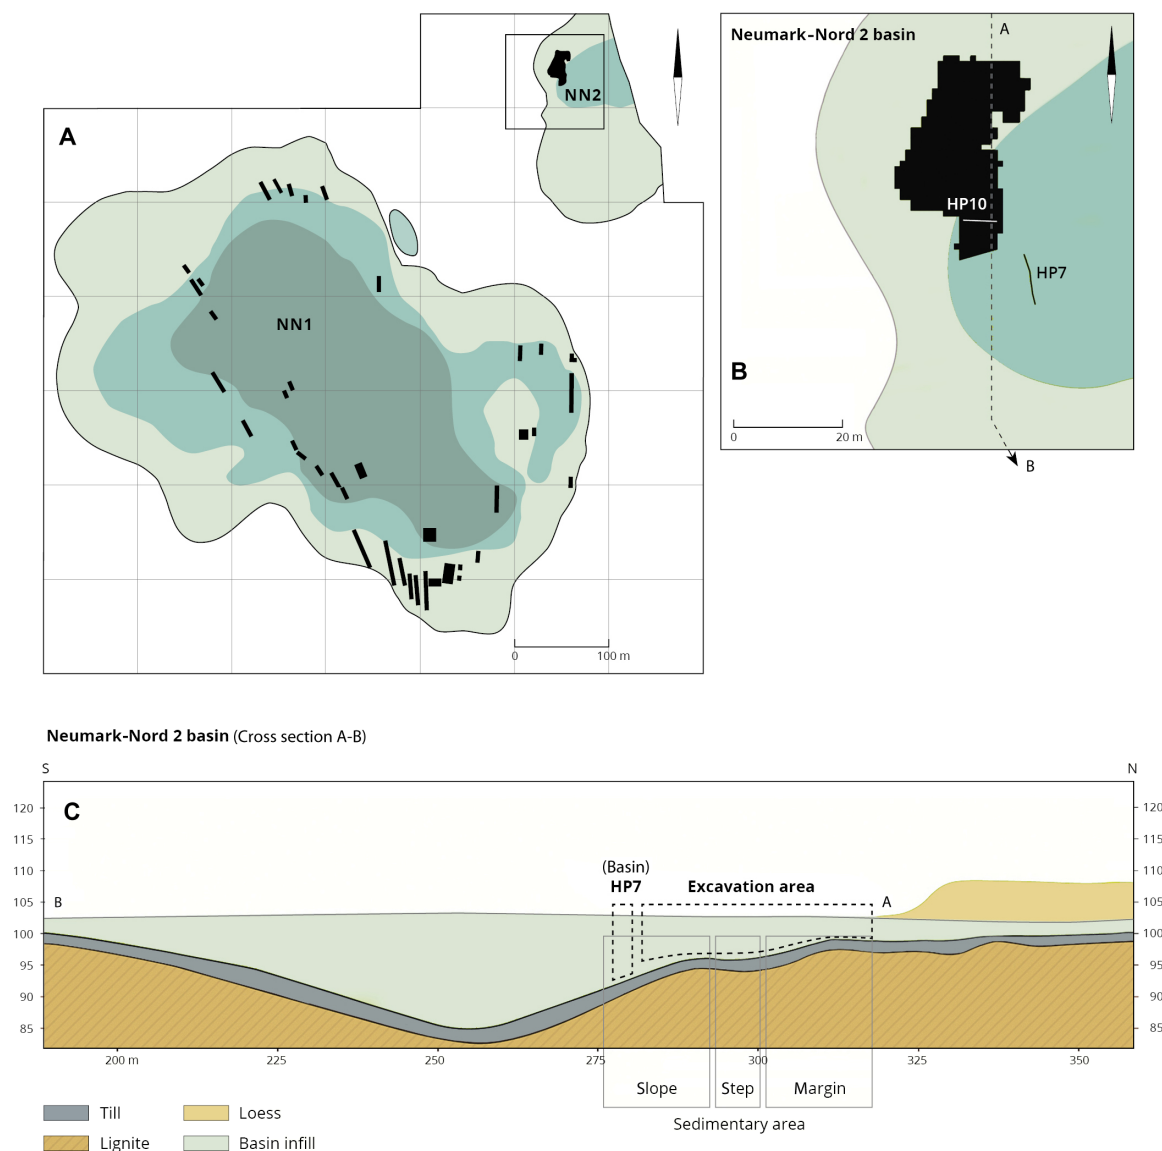 A
NN2
NN1
0 100 m
Neumark-Nord 2 basin
A
HP10
HP7
B
0 20 m
B
Neumark-Nord 2 basin (Cross section A-B)
S N
C
120 120
115 115
110 110
105 105
100 100
95 95
90 90
85 85
(Basin)
HP7 Excavation area
B A
200 m 225 250 275 300 325 350
Slope Step Margin
Sedimentary area
Till Loess
Lignite Basin infill